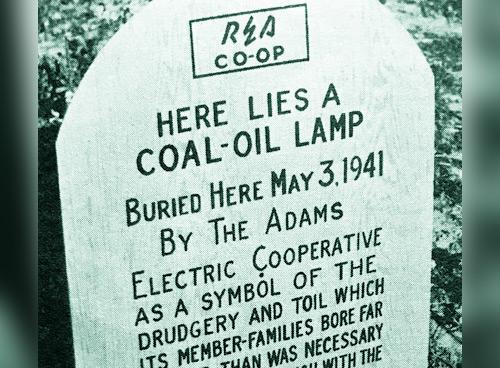 REA
CO-OP
HERE LIES A
COAL-OIL LAMP
BURIED HERE MAY 3, 1941
BY THE ADAMS
ELECTRIC COOPERATIVE
AS A SYMBOL OF THE
DRUDGERY AND TOIL WHICH
ITS MEMBER-FAMILIES BORE FAR
THAN WAS NECESSARY
WITH THE